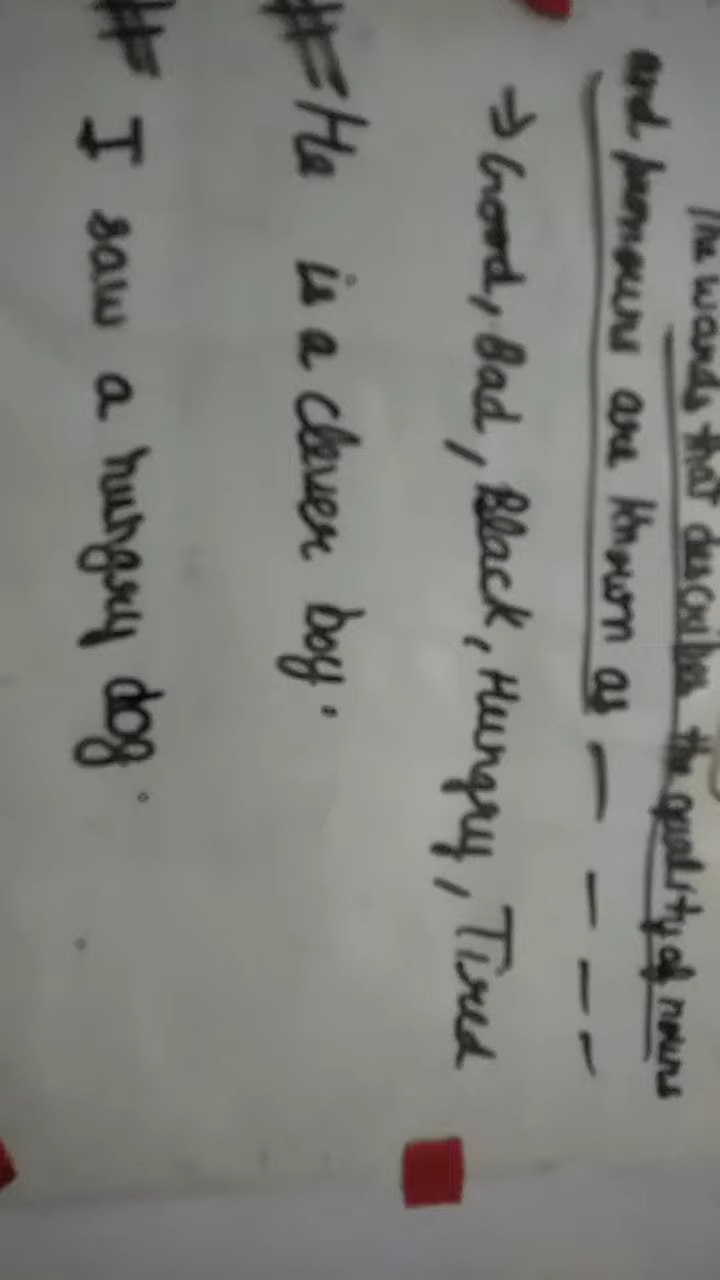 The words that describes the quality of nouns
and pronouns are known as - - - -
→ Good, Bad, Black, Hungry, Tired
# He is a clever boy.
# I saw a hungry dog.